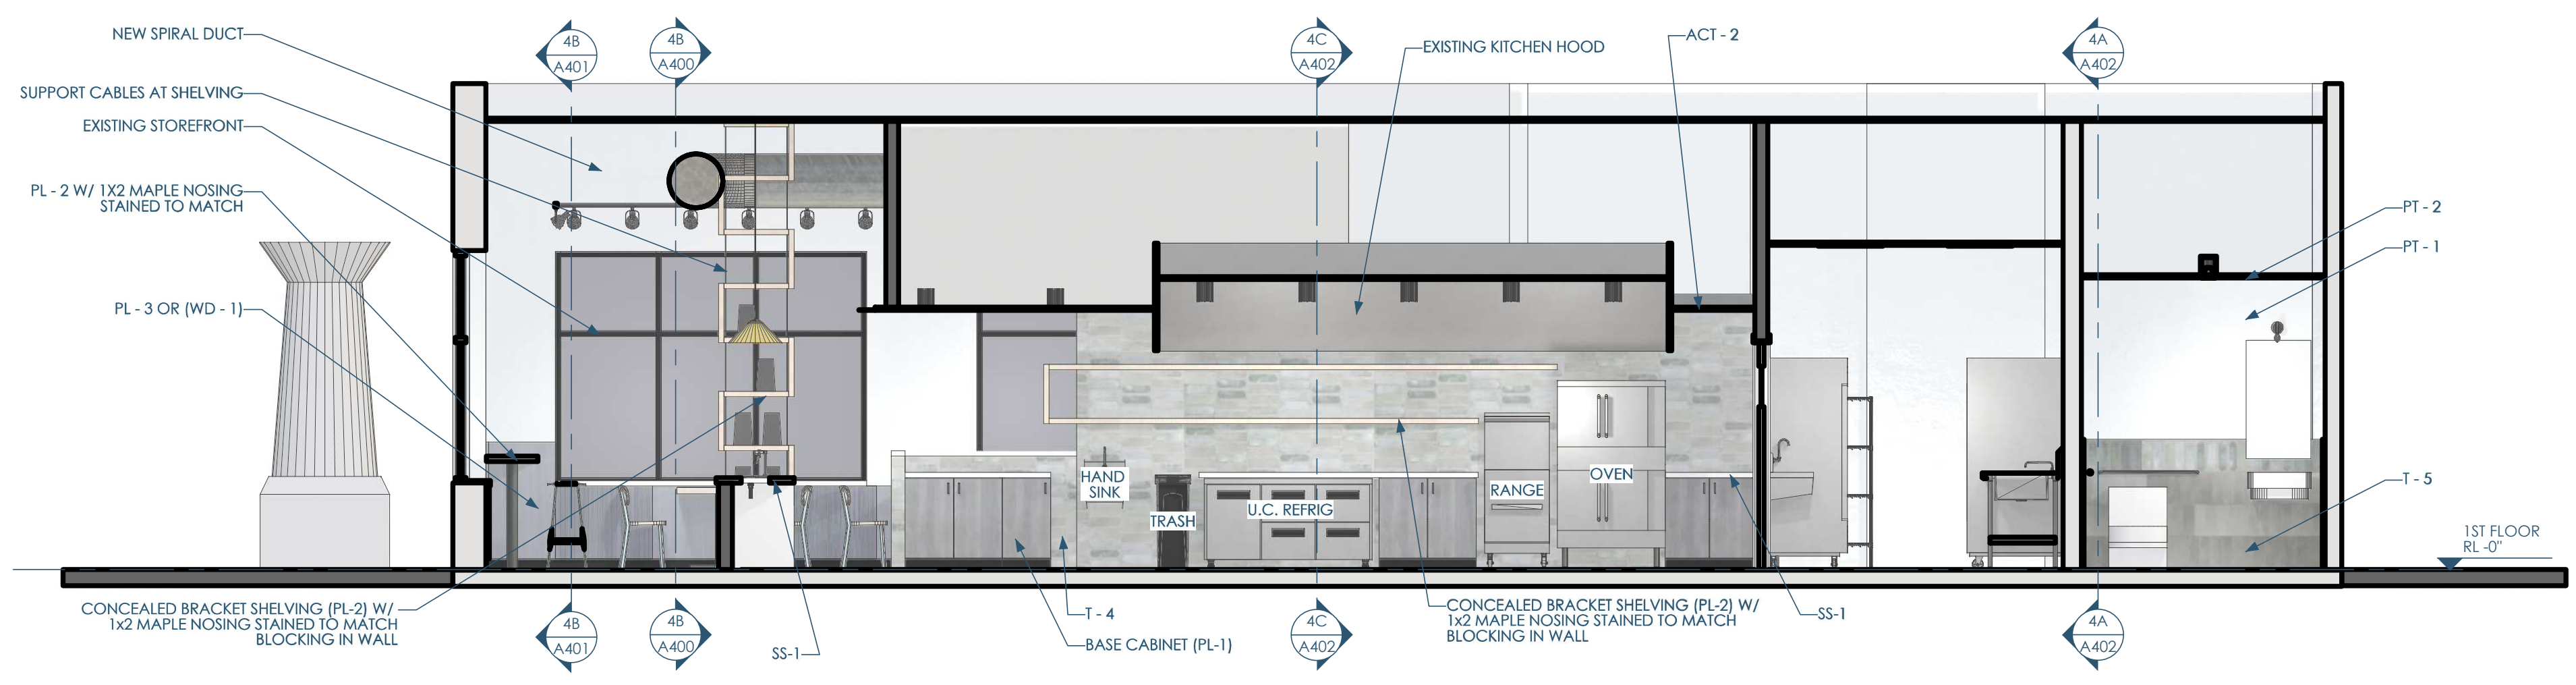 NEW SPIRAL DUCT
SUPPORT CABLES AT SHELVING
EXISTING STOREFRONT
PL - 2 W/ 1X2 MAPLE NOSING
STAINED TO MATCH
PL - 3 OR (WD - 1)
4B
A401
4B
A400
4C
A402
EXISTING KITCHEN HOOD
ACT - 2
4A
A402
PT - 2
PT - 1
T - 5
1ST FLOOR
RL -0"
HAND
SINK
TRASH
U.C. REFRIG
RANGE
OVEN
CONCEALED BRACKET SHELVING (PL-2) W/
1x2 MAPLE NOSING STAINED TO MATCH
BLOCKING IN WALL
4B
A401
4B
A400
SS-1
T - 4
BASE CABINET (PL-1)
4C
A402
CONCEALED BRACKET SHELVING (PL-2) W/
1x2 MAPLE NOSING STAINED TO MATCH
BLOCKING IN WALL
SS-1
4A
A402